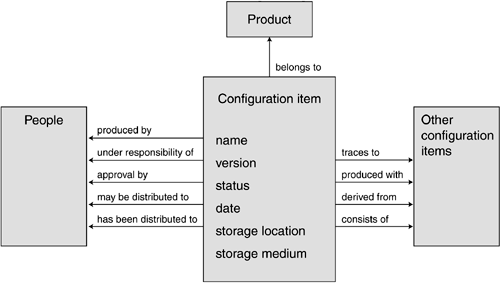 Product
belongs to
Configuration item
name
version
status
date
storage location
storage medium
People
produced by
under responsibility of
approval by
may be distributed to
has been distributed to
traces to
produced with
derived from
consists of
Other
configuration
items